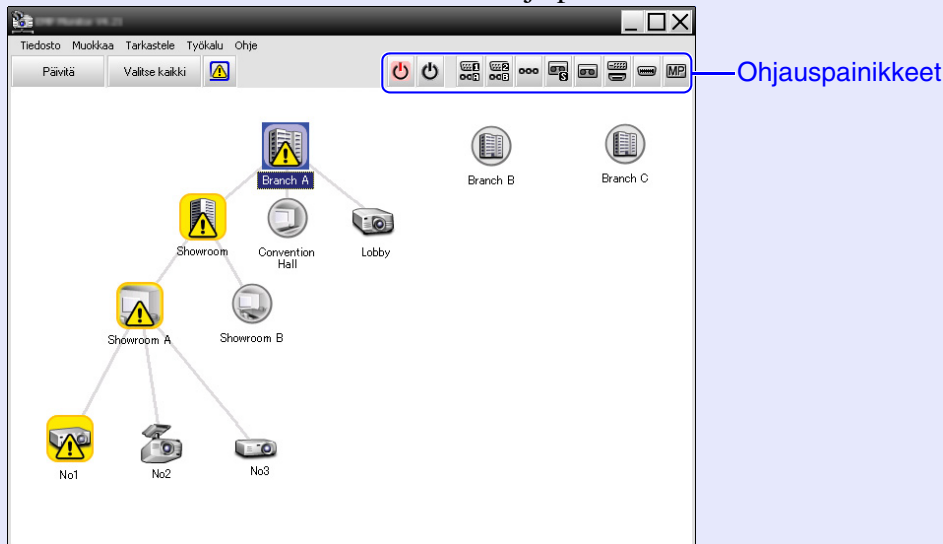 Tiedosto Muokkaa Tarkastele Työkalu Ohje
Päivitä Valitse kaikki MP
Ohjauspainikkeet
Branch A Branch B Branch C
Showroom Convention Hall Lobby
Showroom A Showroom B
No1 No2 No3